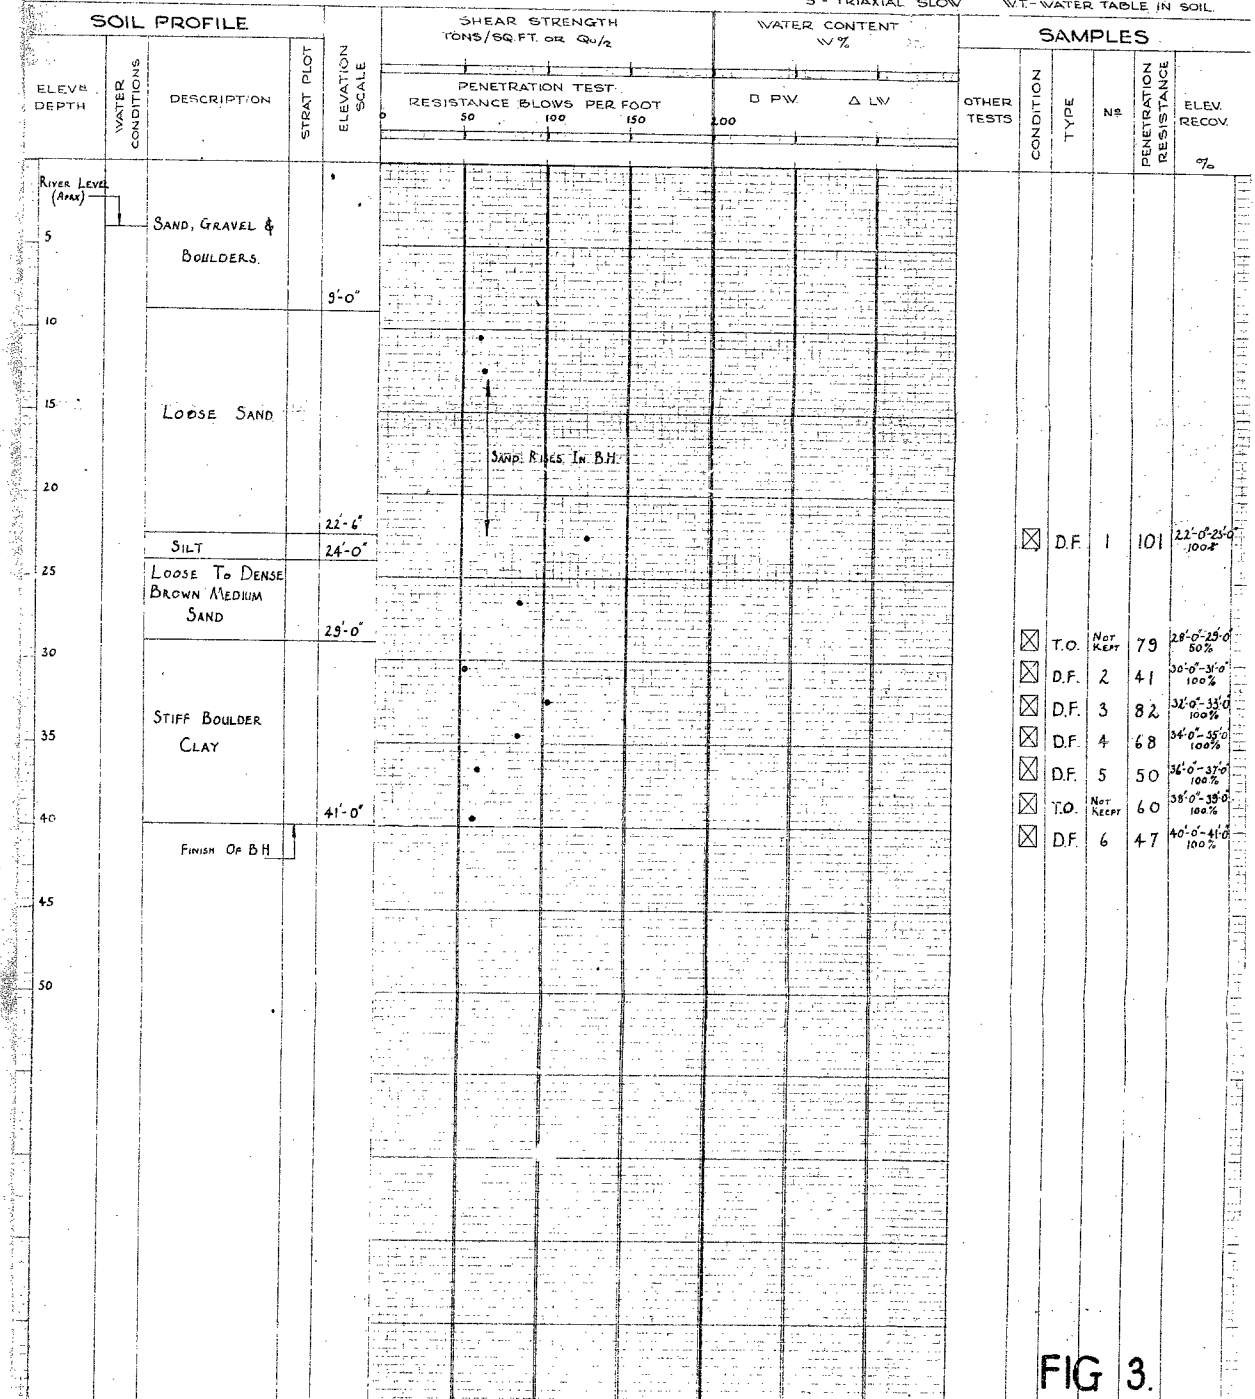 S - TRIAXIAL SLOW W.T.-WATER TABLE IN SOIL
SOIL PROFILE
SHEAR STRENGTH
TONS/SQ.FT. OR Qu/2
WATER CONTENT
W %
SAMPLES
ELEVN
DEPTH
WATER
CONDITIONS
DESCRIPTION
STRAT PLOT
ELEVATION
SCALE
PENETRATION TEST
RESISTANCE BLOWS PER FOOT
0 50 100 150 200
□ PW △ LW
OTHER
TESTS
CONDITION
TYPE
Nº
PENETRATION
RESISTANCE
ELEV.
RECOV.
%
RIVER LEVEL
(APRX)
5
SAND, GRAVEL &
BOULDERS.
9'-0"
10
15
LOOSE SAND
SAND RISES IN B.H.
20
22'-6"
SILT
24'-0"
D.F. 1 101 22'-0"-23'-0"
100%
25
LOOSE TO DENSE
BROWN MEDIUM
SAND
29'-0"
30
T.O. NOT
KEPT 79 28'-0"-29'-0"
50%
D.F. 2 41 30'-0"-31'-0"
100%
D.F. 3 82 32'-0"-33'-0"
100%
STIFF BOULDER
CLAY
35
D.F. 4 68 34'-0"-35'-0"
100%
D.F. 5 50 36'-0"-37'-0"
100%
T.O. NOT
KEEPT 60 38'-0"-39'-0"
100%
40
41'-0"
D.F. 6 47 40'-0"-41'-0"
100%
FINISH OF BH
45
50
FIG 3.